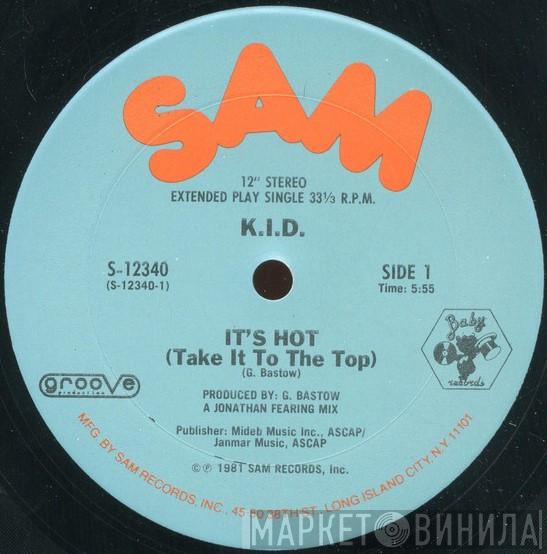 SAM
12" STEREO
EXTENDED PLAY SINGLE 33⅓ R.P.M.
K.I.D.
S-12340
(S-12340-1)
SIDE 1
Time: 5:55
IT'S HOT
(Take It To The Top)
(G. Bastow)
groove
production
Baby
records
PRODUCED BY: G. BASTOW
A JONATHAN FEARING MIX
Publisher: Mideb Music Inc., ASCAP/
Janmar Music, ASCAP
©℗ 1981 SAM RECORDS, Inc.
MFG. BY SAM RECORDS, INC., 45-50 38TH ST., LONG ISLAND CITY, N.Y. 11101
МАРКЕТ ВИНИЛА